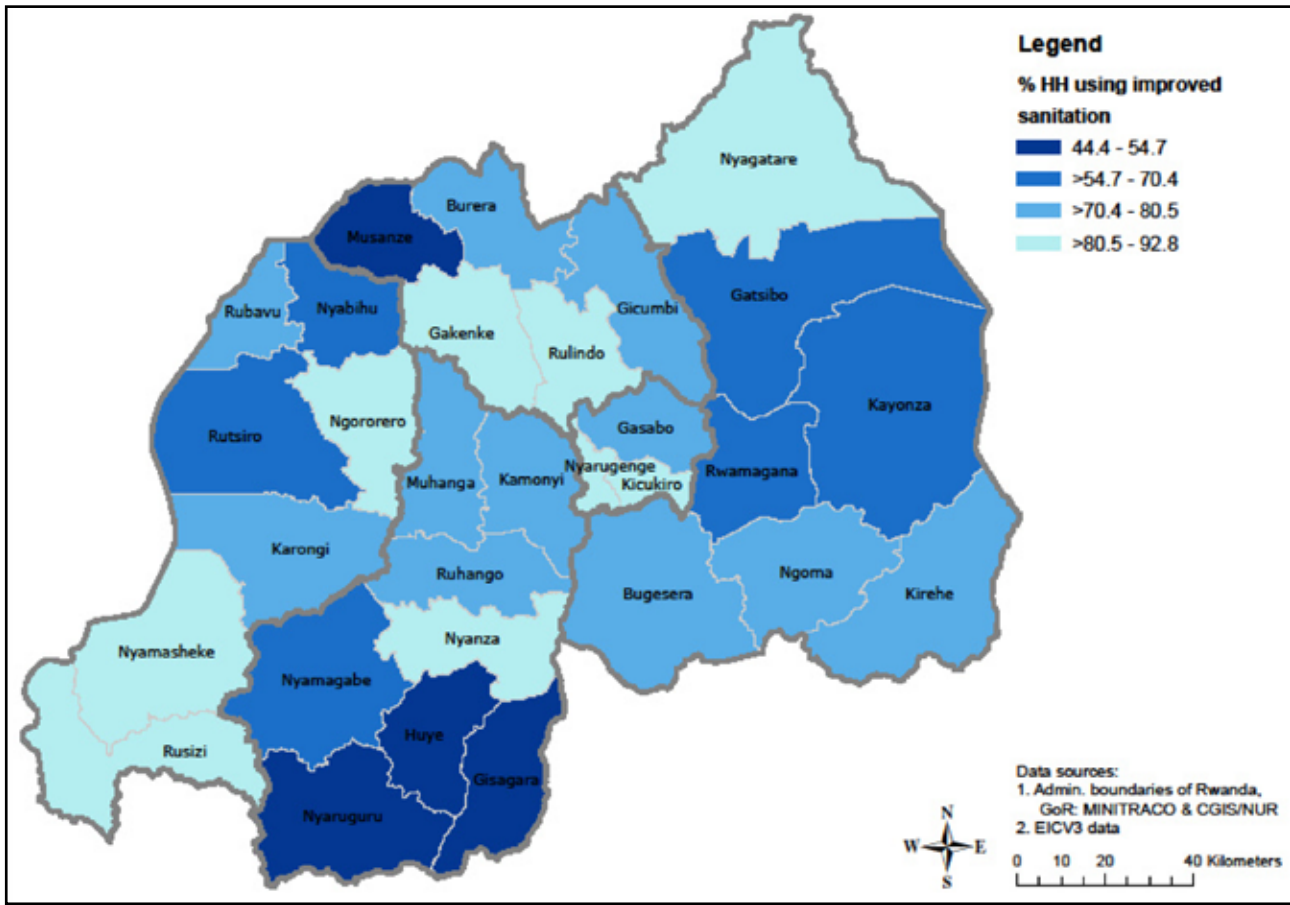 Legend
% HH using improved
sanitation
44.4 - 54.7
>54.7 - 70.4
>70.4 - 80.5
>80.5 - 92.8
Nyagatare
Burera
Musanze
Gatsibo
Nyabihu
Rubavu
Gicumbi
Gakenke
Rulindo
Kayonza
Ngororero
Gasabo
Rutsiro
Nyarugenge
Rwamagana
Muhanga
Kamonyi
Kicukiro
Karongi
Ruhango
Ngoma
Bugesera
Kirehe
Nyanza
Nyamasheke
Nyamagabe
Huye
Rusizi
Gisagara
Nyaruguru
Data sources:
1. Admin. boundaries of Rwanda,
GoR: MINITRACO & CGIS/NUR
2. EICV3 data
N
W E
S
0 10 20 40 Kilometers